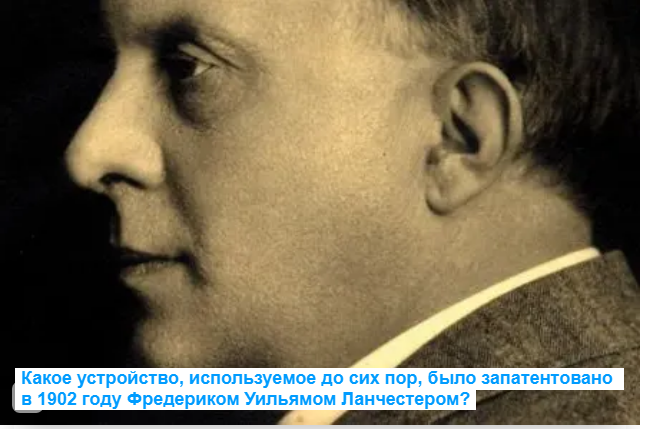 Какое устройство, используемое до сих пор, было запатентовано
в 1902 году Фредериком Уильямом Ланчестером?